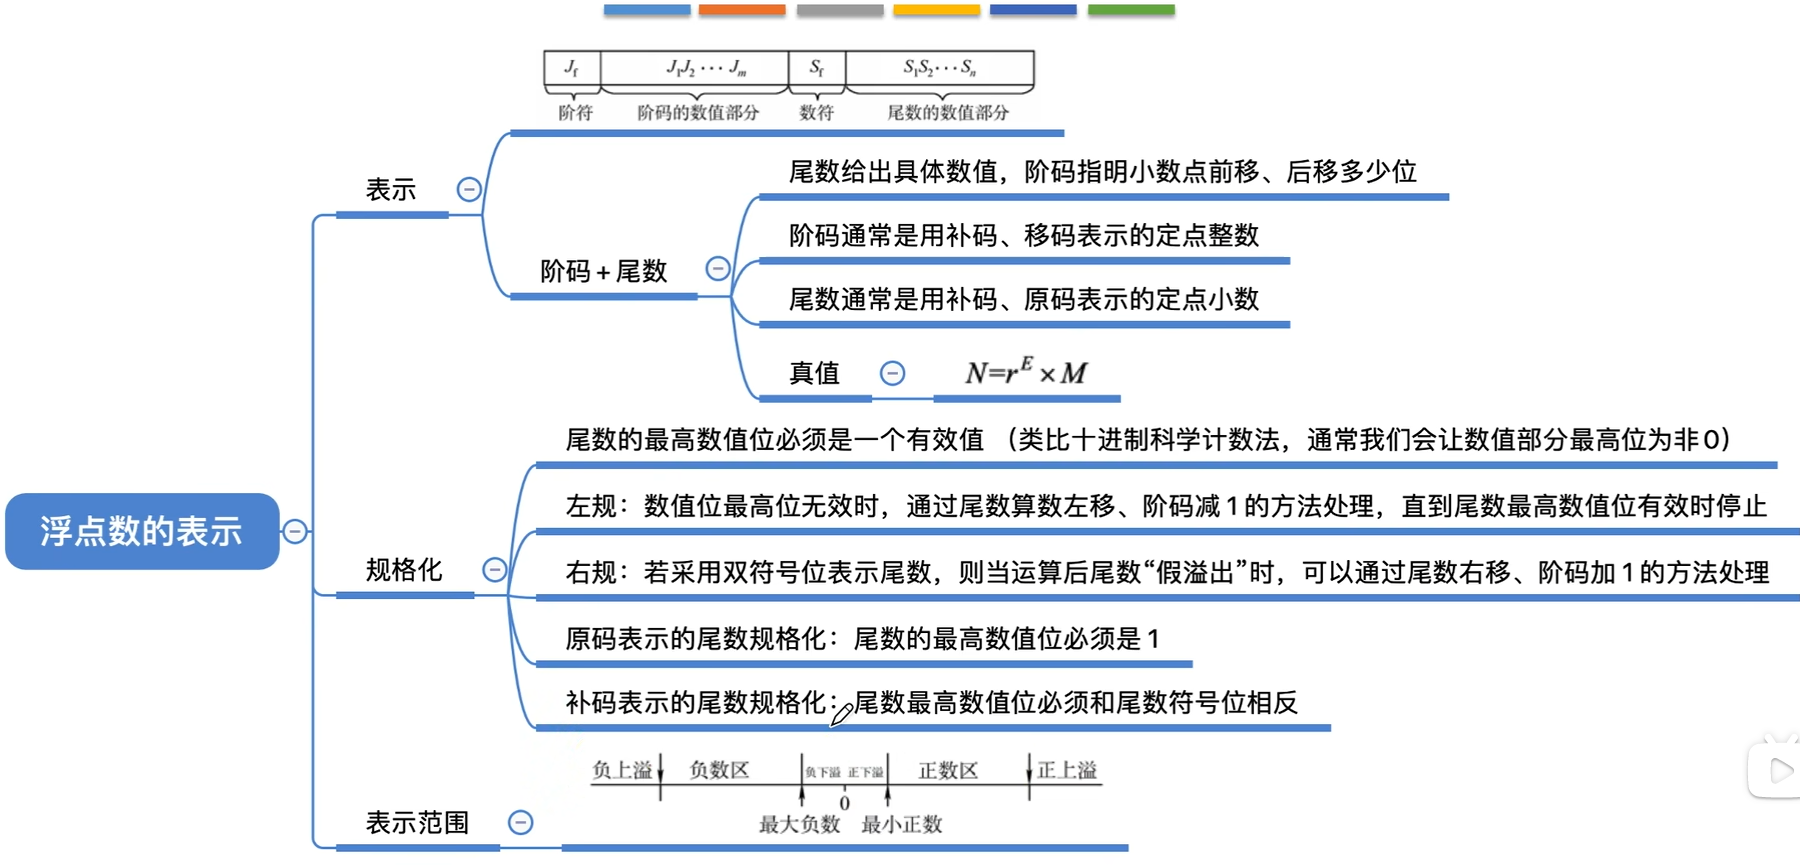 J_f J_1J_2 ··· J_m S_f S_1S_2 ··· S_n
阶符 阶码的数值部分 数符 尾数的数值部分
表示
尾数给出具体数值，阶码指明小数点前移、后移多少位
阶码通常是用补码、移码表示的定点整数
阶码+尾数
尾数通常是用补码、原码表示的定点小数
真值 N=r^E×M
尾数的最高数值位必须是一个有效值 （类比十进制科学计数法，通常我们会让数值部分最高位为非0）
左规：数值位最高位无效时，通过尾数算数左移、阶码减1的方法处理，直到尾数最高数值位有效时停止
浮点数的表示
规格化
右规：若采用双符号位表示尾数，则当运算后尾数“假溢出”时，可以通过尾数右移、阶码加1的方法处理
原码表示的尾数规格化：尾数的最高数值位必须是1
补码表示的尾数规格化：尾数最高数值位必须和尾数符号位相反
负上溢 负数区 负下溢 正下溢 正数区 正上溢
0
表示范围
最大负数 最小正数